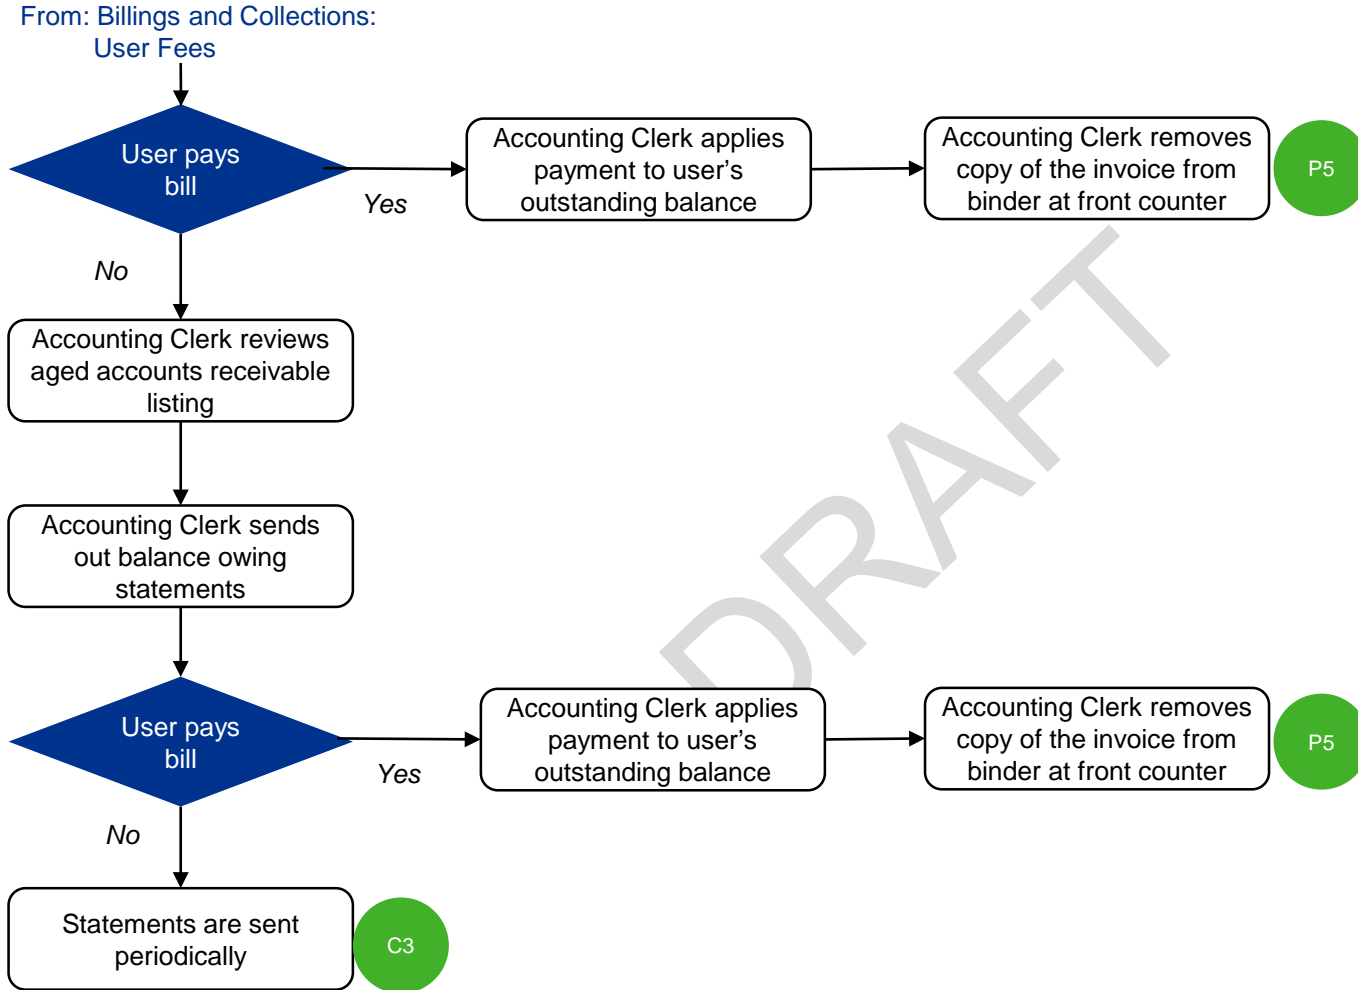 From: Billings and Collections:
User Fees
User pays
bill
Yes
Accounting Clerk applies
payment to user’s
outstanding balance
Accounting Clerk removes
copy of the invoice from
binder at front counter
P5
No
Accounting Clerk reviews
aged accounts receivable
listing
Accounting Clerk sends
out balance owing
statements
DRAFT
User pays
bill
Yes
Accounting Clerk applies
payment to user’s
outstanding balance
Accounting Clerk removes
copy of the invoice from
binder at front counter
P5
No
Statements are sent
periodically
C3